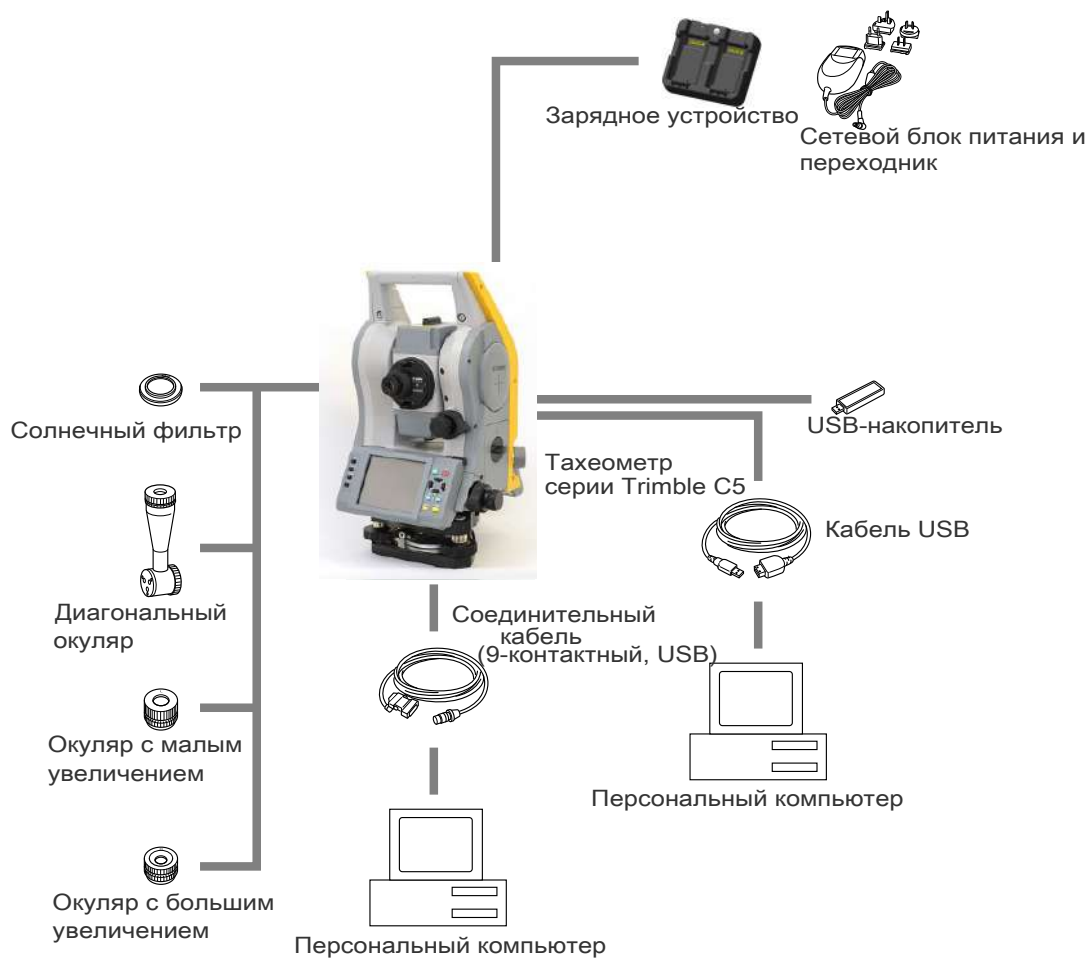 Зарядное устройство
Сетевой блок питания и
переходник
Солнечный фильтр
USB-накопитель
Тахеометр
серии Trimble C5
Кабель USB
Диагональный
окуляр
Соединительный
кабель
(9-контактный, USB)
Окуляр с малым
увеличением
Персональный компьютер
Окуляр с большим
увеличением
Персональный компьютер